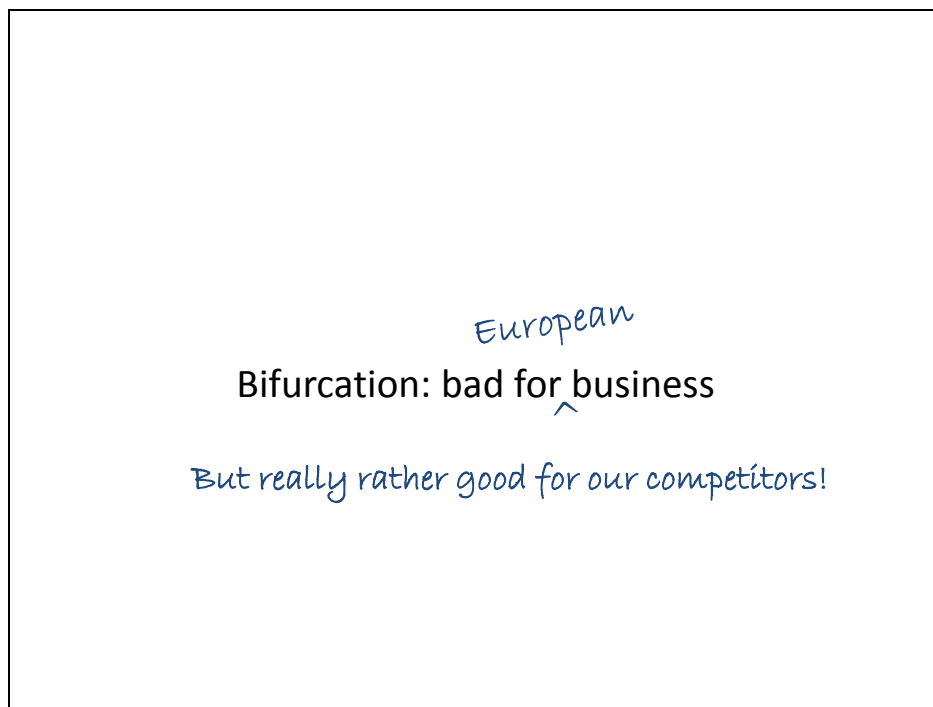 European
Bifurcation: bad for business
^
But really rather good for our competitors!